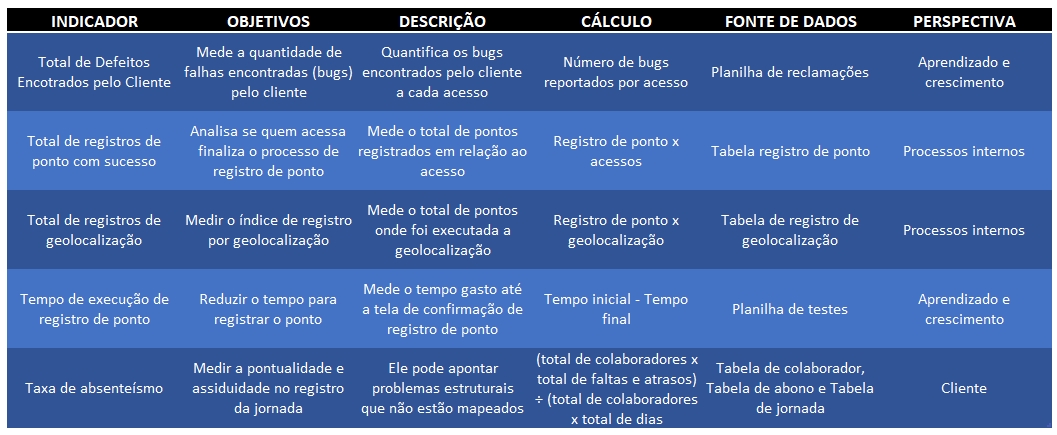 INDICADOR OBJETIVOS DESCRIÇÃO CÁLCULO FONTE DE DADOS PERSPECTIVA
Total de Defeitos
Encotrados pelo Cliente
Mede a quantidade de
falhas encontradas (bugs)
pelo cliente
Quantifica os bugs
encontrados pelo cliente
a cada acesso
Número de bugs
reportados por acesso
Planilha de reclamações
Aprendizado e
crescimento
Total de registros de
ponto com sucesso
Analisa se quem acessa
finaliza o processo de
registro de ponto
Mede o total de pontos
registrados em relação ao
acesso
Registro de ponto x
acessos
Tabela registro de ponto
Processos internos
Total de registros de
geolocalização
Medir o índice de registro
por geolocalização
Mede o total de pontos
onde foi executada a
geolocalização
Registro de ponto x
geolocalização
Tabela de registro de
geolocalização
Processos internos
Tempo de execução de
registro de ponto
Reduzir o tempo para
registrar o ponto
Mede o tempo gasto até
a tela de confirmação de
registro de ponto
Tempo inicial - Tempo
final
Planilha de testes
Aprendizado e
crescimento
Taxa de absenteísmo
Medir a pontualidade e
assiduidade no registro
da jornada
Ele pode apontar
problemas estruturais
que não estão mapeados
(total de colaboradores x
total de faltas e atrasos)
÷ (total de colaboradores
x total de dias
Tabela de colaborador,
Tabela de abono e Tabela
de jornada
Cliente